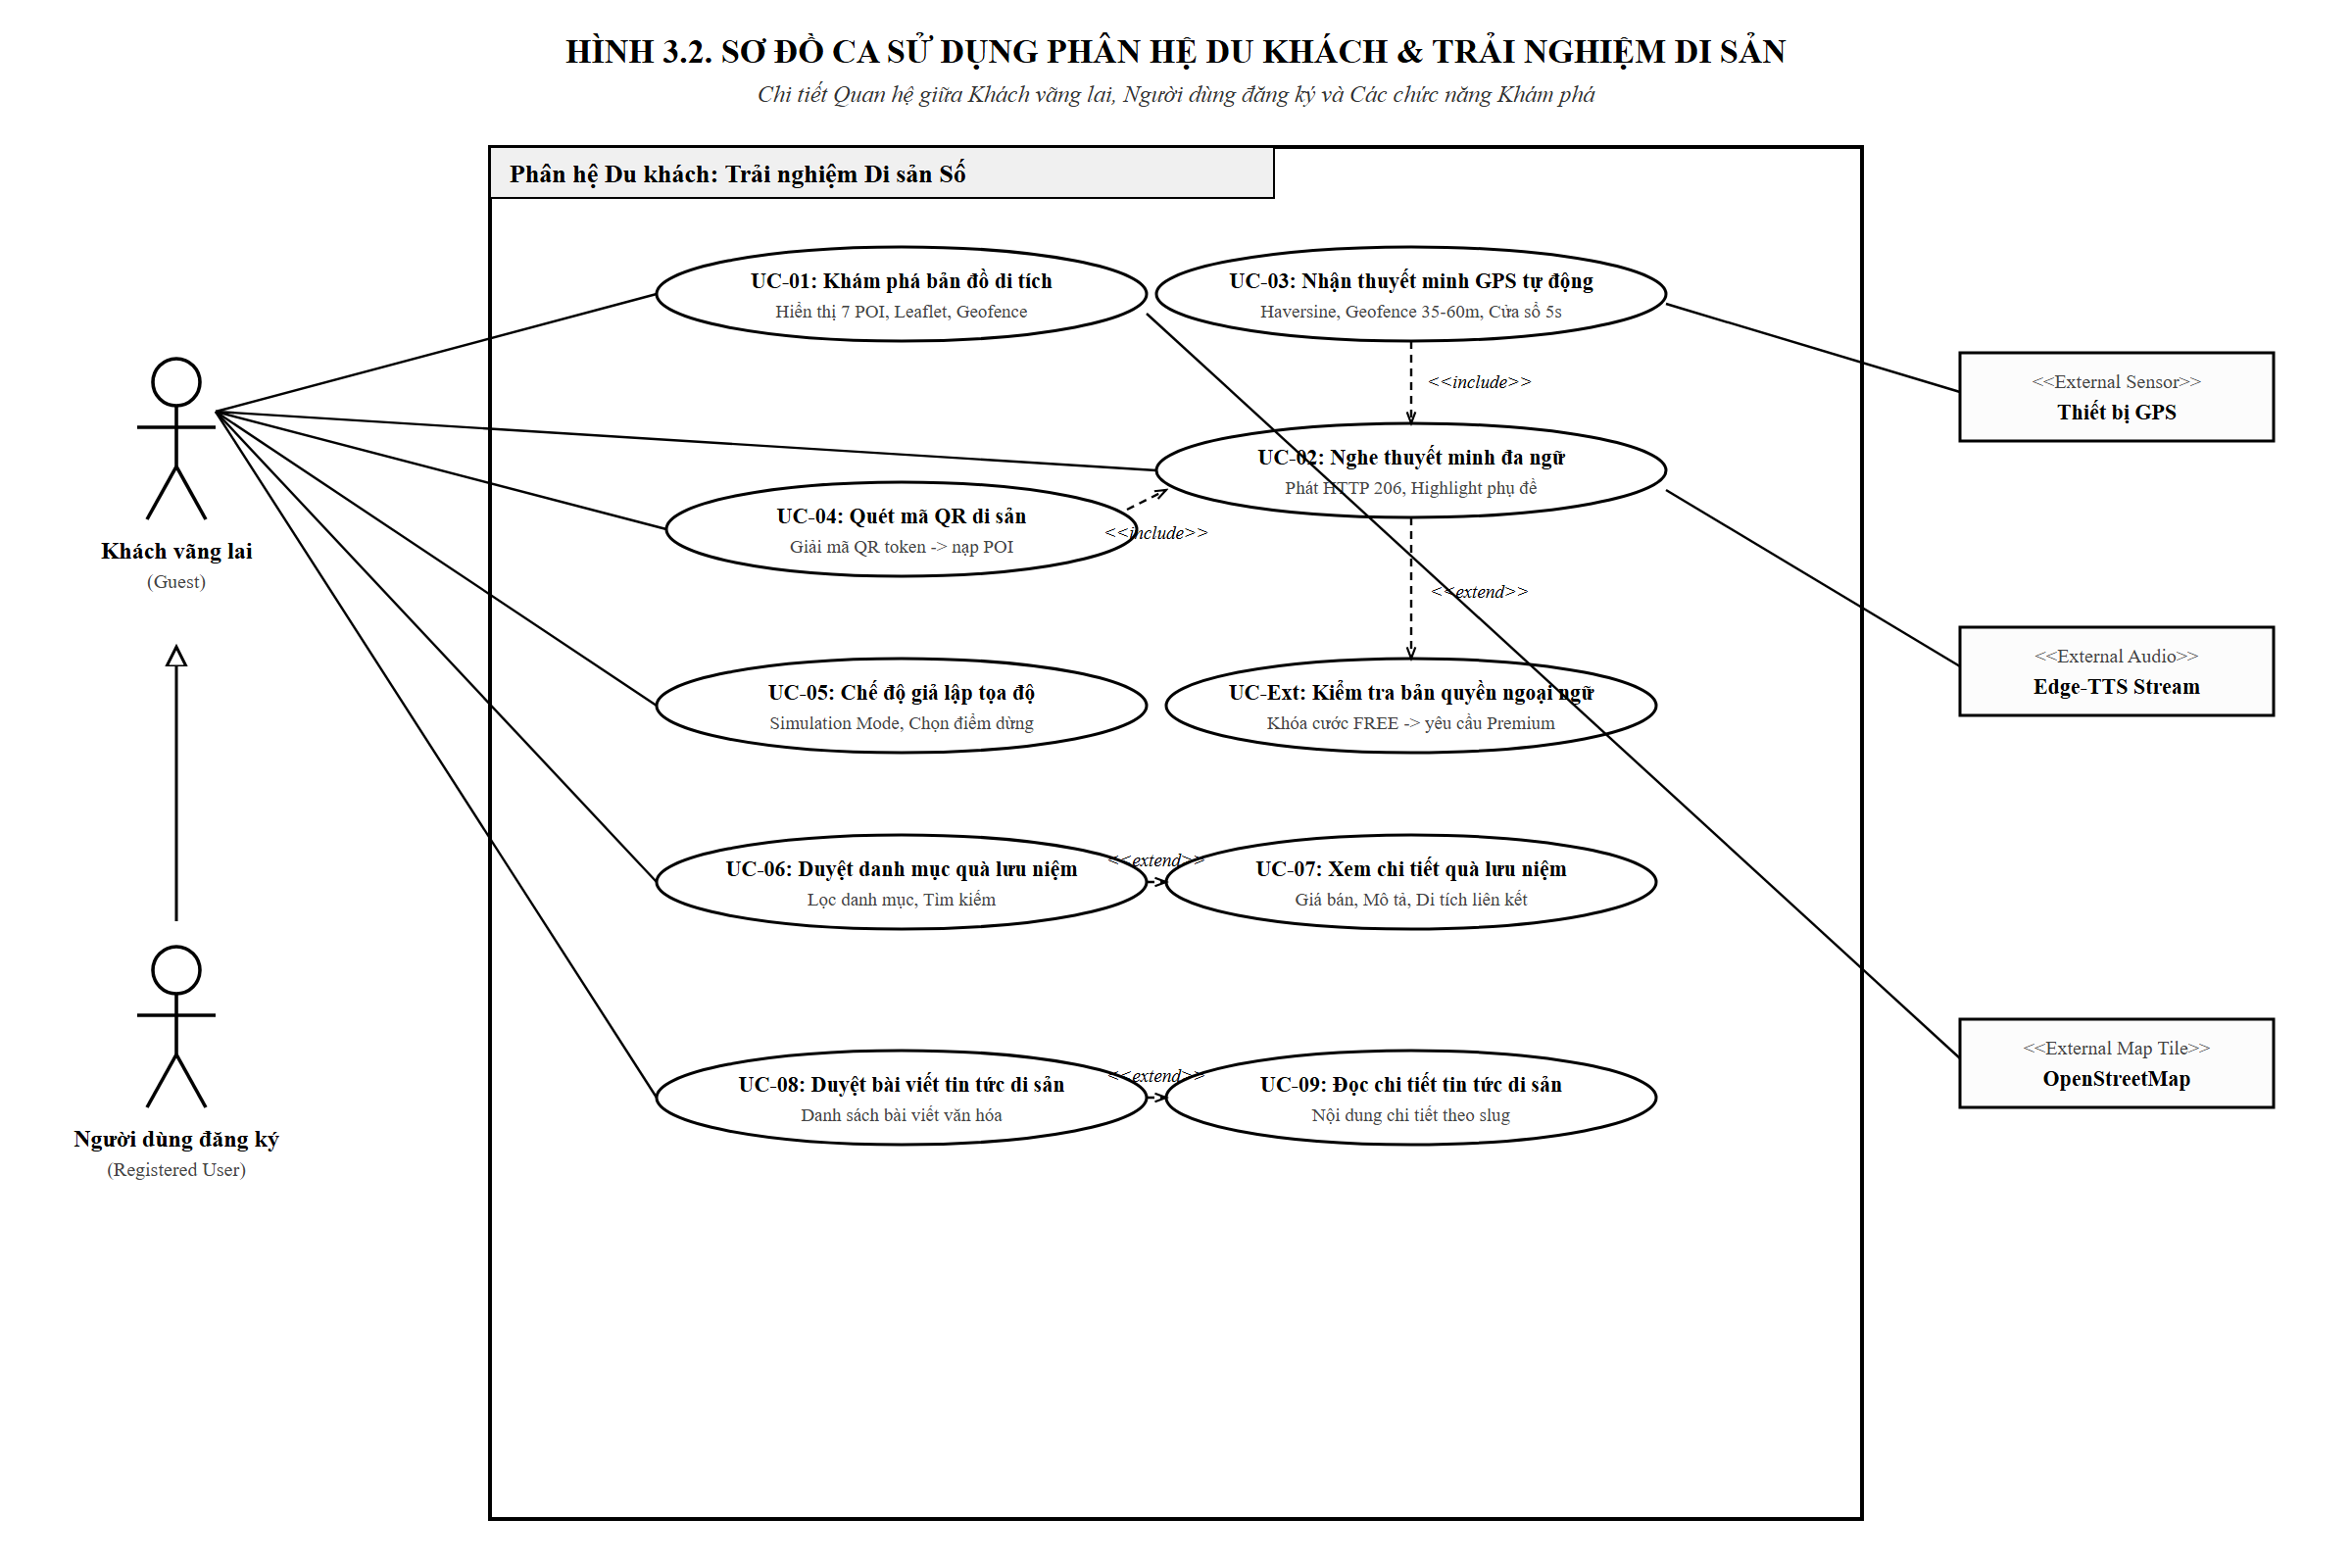 HÌNH 3.2. SƠ ĐỒ CA SỬ DỤNG PHÂN HỆ DU KHÁCH & TRẢI NGHIỆM DI SẢN
Chi tiết Quan hệ giữa Khách vãng lai, Người dùng đăng ký và Các chức năng Khám phá
Phân hệ Du khách: Trải nghiệm Di sản Số
UC-01: Khám phá bản đồ di tích
Hiển thị 7 POI, Leaflet, Geofence
UC-03: Nhận thuyết minh GPS tự động
Haversine, Geofence 35-60m, Cửa sổ 5s
<<include>>
<<External Sensor>>
Thiết bị GPS
UC-02: Nghe thuyết minh đa ngữ
Phát HTTP 206, Highlight phụ đề
UC-04: Quét mã QR di sản
Giải mã QR token -> nạp POI
<<include>>
Khách vãng lai
(Guest)
<<extend>>
<<External Audio>>
Edge-TTS Stream
UC-05: Chế độ giả lập tọa độ
Simulation Mode, Chọn điểm dừng
UC-Ext: Kiểm tra bản quyền ngoại ngữ
Khóa cước FREE -> yêu cầu Premium
UC-06: Duyệt danh mục quà lưu niệm
Lọc danh mục, Tìm kiếm
<<extend>>
UC-07: Xem chi tiết quà lưu niệm
Giá bán, Mô tả, Di tích liên kết
<<External Map Tile>>
OpenStreetMap
UC-08: Duyệt bài viết tin tức di sản
Danh sách bài viết văn hóa
<<extend>>
UC-09: Đọc chi tiết tin tức di sản
Nội dung chi tiết theo slug
Người dùng đăng ký
(Registered User)